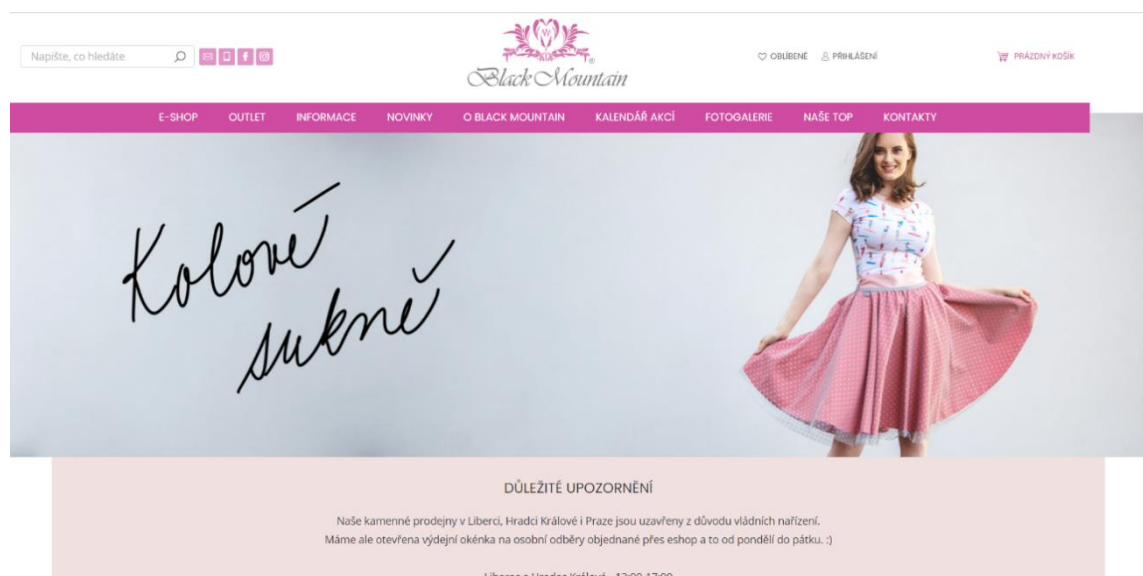 Napište, co hledáte
KIA
®
Black Mountain
OBLÍBENÉ
PŘIHLÁŠENÍ
PRÁZDNÝ KOŠÍK
E-SHOP OUTLET INFORMACE NOVINKY O BLACK MOUNTAIN KALENDÁŘ AKCÍ FOTOGALERIE NAŠE TOP KONTAKTY
Kolové
sukně
DŮLEŽITÉ UPOZORNĚNÍ
Naše kamenné prodejny v Liberci, Hradci Králové i Praze jsou uzavřeny z důvodu vládních nařízení.
Máme ale otevřena výdejní okénka na osobní odběry objednané přes eshop a to od pondělí do pátku. :)